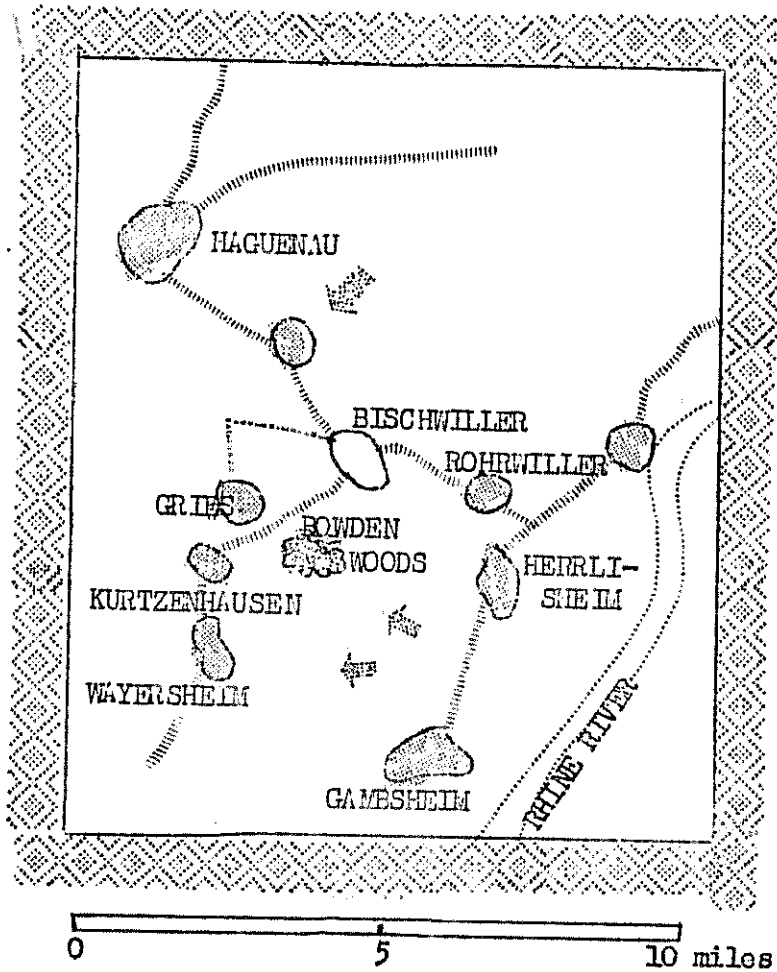 HAGUENAU
BISCHWILLER
ROHRWILLER
GRIES
BOWDEN
WOODS
HERRLI-
SHEIM
KURTZENHAUSEN
WAYERSHEIM
GAMBSHEIM
RHINE RIVER
0 5 10 miles